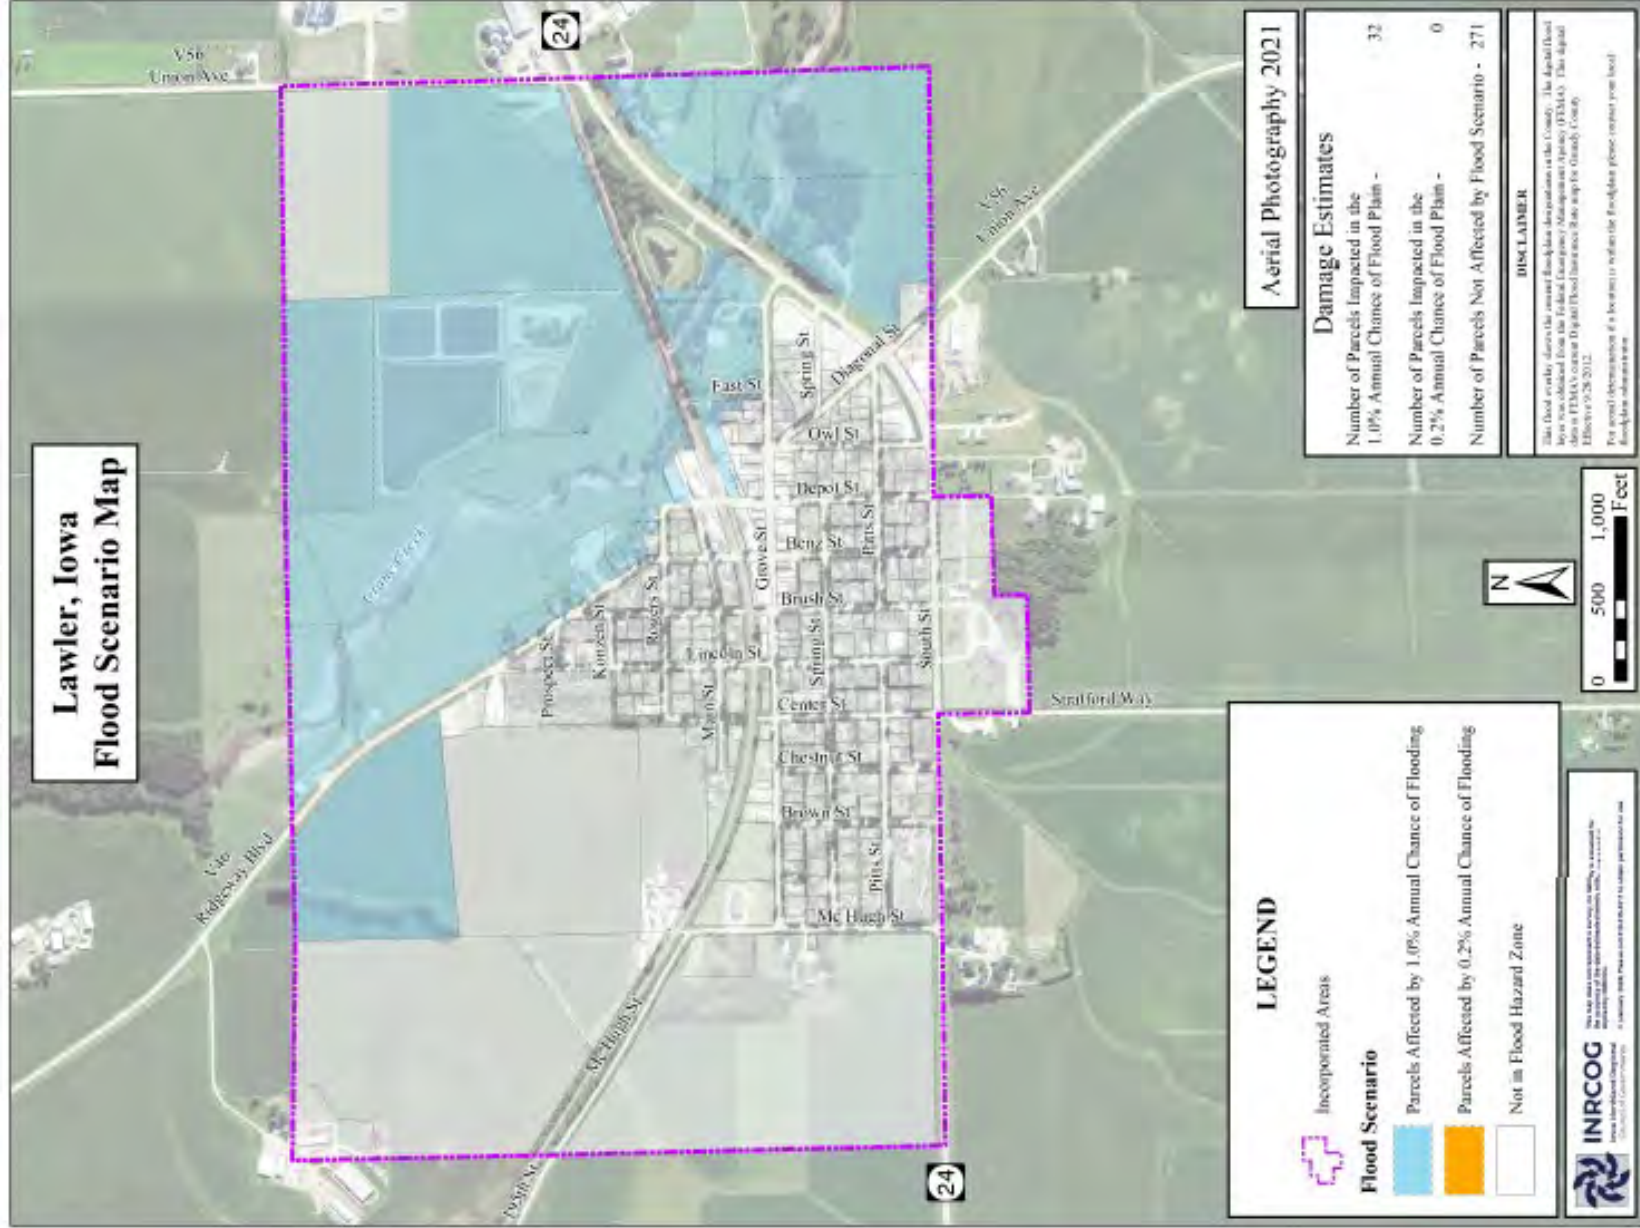 Lawler, Iowa
Flood Scenario Map
24
V56
Union Ave
V56
Union Ave
Ridgeway Blvd
Crane Creek
East St
Spring St
Diagonal St
Owl St
Depot St
Pitts St
Benz St
Grove St
Brush St
Rogers St
Konzen St
Prospect St
Lincoln St
Spring St
South St
Main St
Center St
Chestnut St
Brown St
Pitts St
Mc Hugh St
Mc Hugh St
Stratford Way
195th St
24
Aerial Photography 2021
Damage Estimates
Number of Parcels Impacted in the
1.0% Annual Chance of Flood Plain - 32
Number of Parcels Impacted in the
0.2% Annual Chance of Flood Plain - 0
Number of Parcels Not Affected by Flood Scenario - 271
DISCLAIMER
Effective 9/28/2012
N
0 500 1,000
Feet
LEGEND
Incorporated Areas
Flood Scenario
Parcels Affected by 1.0% Annual Chance of Flooding
Parcels Affected by 0.2% Annual Chance of Flooding
Not in Flood Hazard Zone
INRCOG